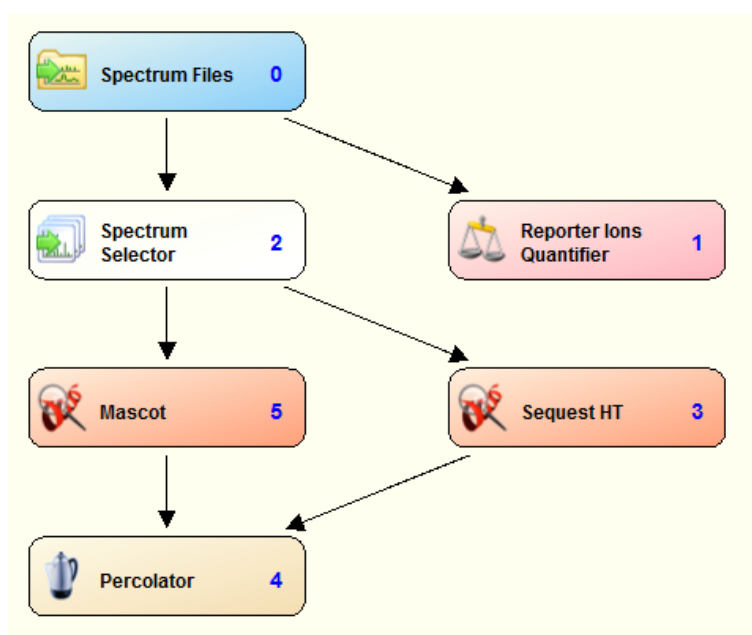 Spectrum Files 0
Spectrum
Selector 2
Reporter Ions
Quantifier 1
Mascot 5
Sequest HT 3
Percolator 4